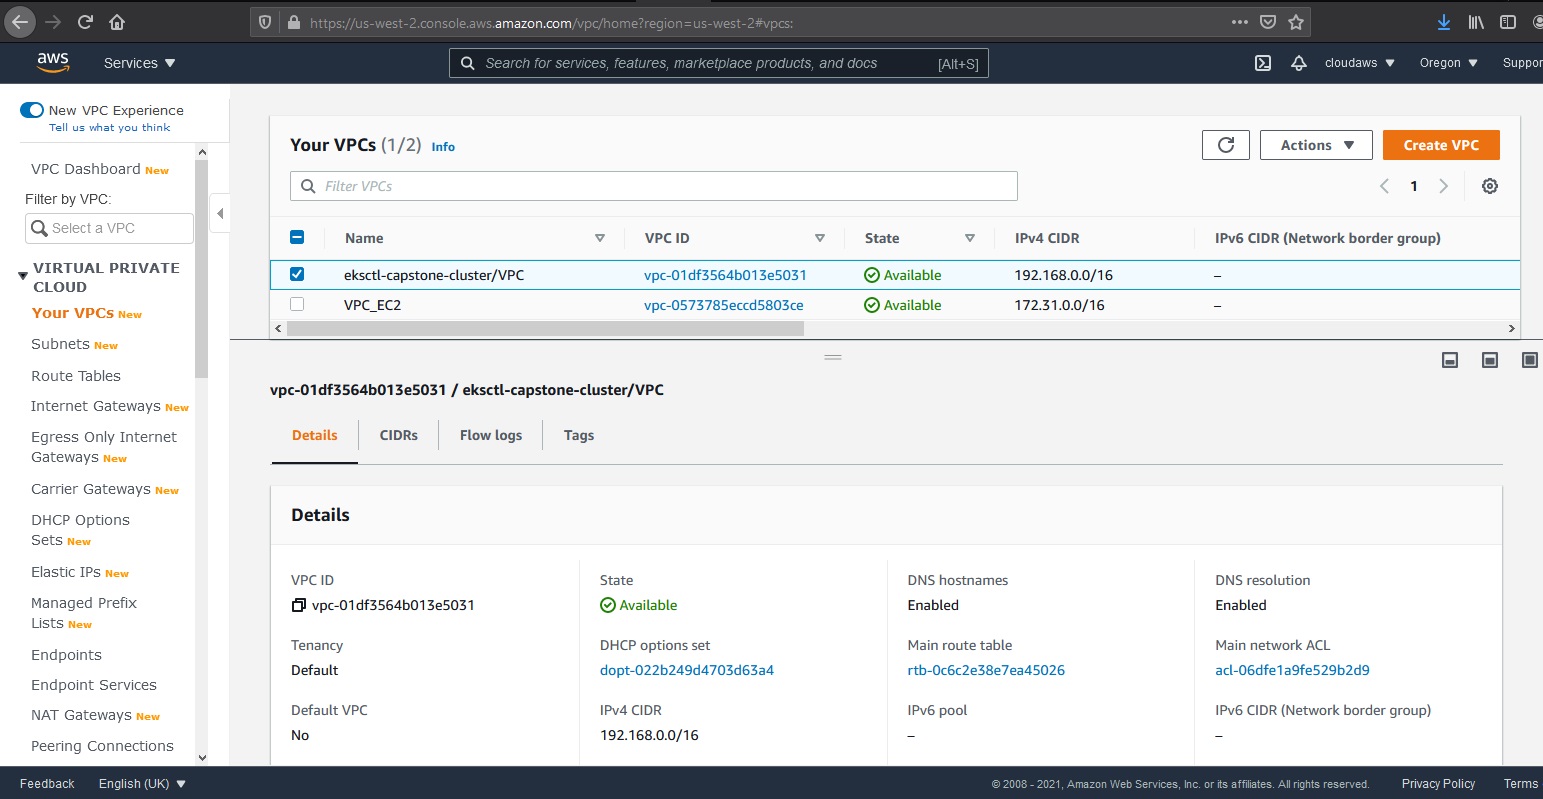 https://us-west-2.console.aws.amazon.com/vpc/home?region=us-west-2#vpcs:
aws
Services
Search for services, features, marketplace products, and docs
[Alt+S]
cloudaws
Oregon
Suppor
New VPC Experience
Tell us what you think
VPC Dashboard New
Filter by VPC:
Select a VPC
VIRTUAL PRIVATE
CLOUD
Your VPCs New
Subnets New
Route Tables
Internet Gateways New
Egress Only Internet
Gateways New
Carrier Gateways New
DHCP Options
Sets New
Elastic IPs New
Managed Prefix
Lists New
Endpoints
Endpoint Services
NAT Gateways New
Peering Connections
Your VPCs (1/2) Info
Actions
Create VPC
Filter VPCs
1
Name VPC ID State IPv4 CIDR IPv6 CIDR (Network border group)
eksctl-capstone-cluster/VPC vpc-01df3564b013e5031 Available 192.168.0.0/16 –
VPC_EC2 vpc-0573785eccd5803ce Available 172.31.0.0/16 –
vpc-01df3564b013e5031 / eksctl-capstone-cluster/VPC
Details CIDRs Flow logs Tags
Details
VPC ID State DNS hostnames DNS resolution
vpc-01df3564b013e5031 Available Enabled Enabled
Tenancy DHCP options set Main route table Main network ACL
Default dopt-022b249d4703d63a4 rtb-0c6c2e38e7ea45026 acl-06dfe1a9fe529b2d9
Default VPC IPv4 CIDR IPv6 pool IPv6 CIDR (Network border group)
No 192.168.0.0/16 – –
Feedback English (UK) © 2008 - 2021, Amazon Web Services, Inc. or its affiliates. All rights reserved. Privacy Policy Terms